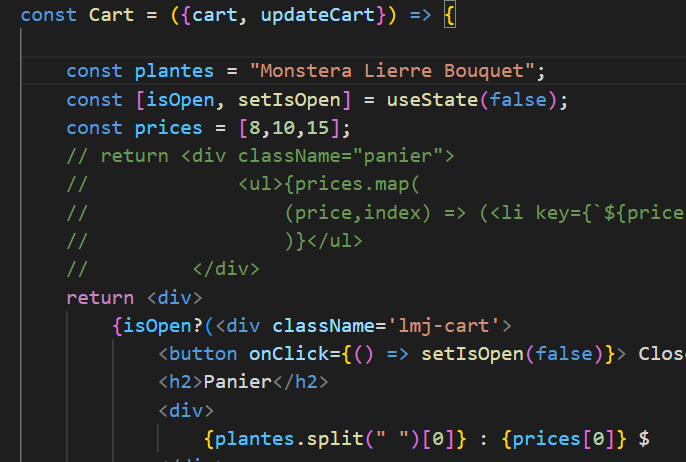 const Cart = ({cart, updateCart}) => {
const plantes = "Monstera Lierre Bouquet";
const [isOpen, setIsOpen] = useState(false);
const prices = [8,10,15];
// return <div className="panier">
//             <ul>{prices.map(
//                 (price,index) => (<li key={`${price
//                 )}</ul>
//         </div>
return <div>
{isOpen?(<div className='lmj-cart'>
<button onClick={() => setIsOpen(false)}> Close
<h2>Panier</h2>
<div>
{plantes.split(" ")[0]} : {prices[0]} $